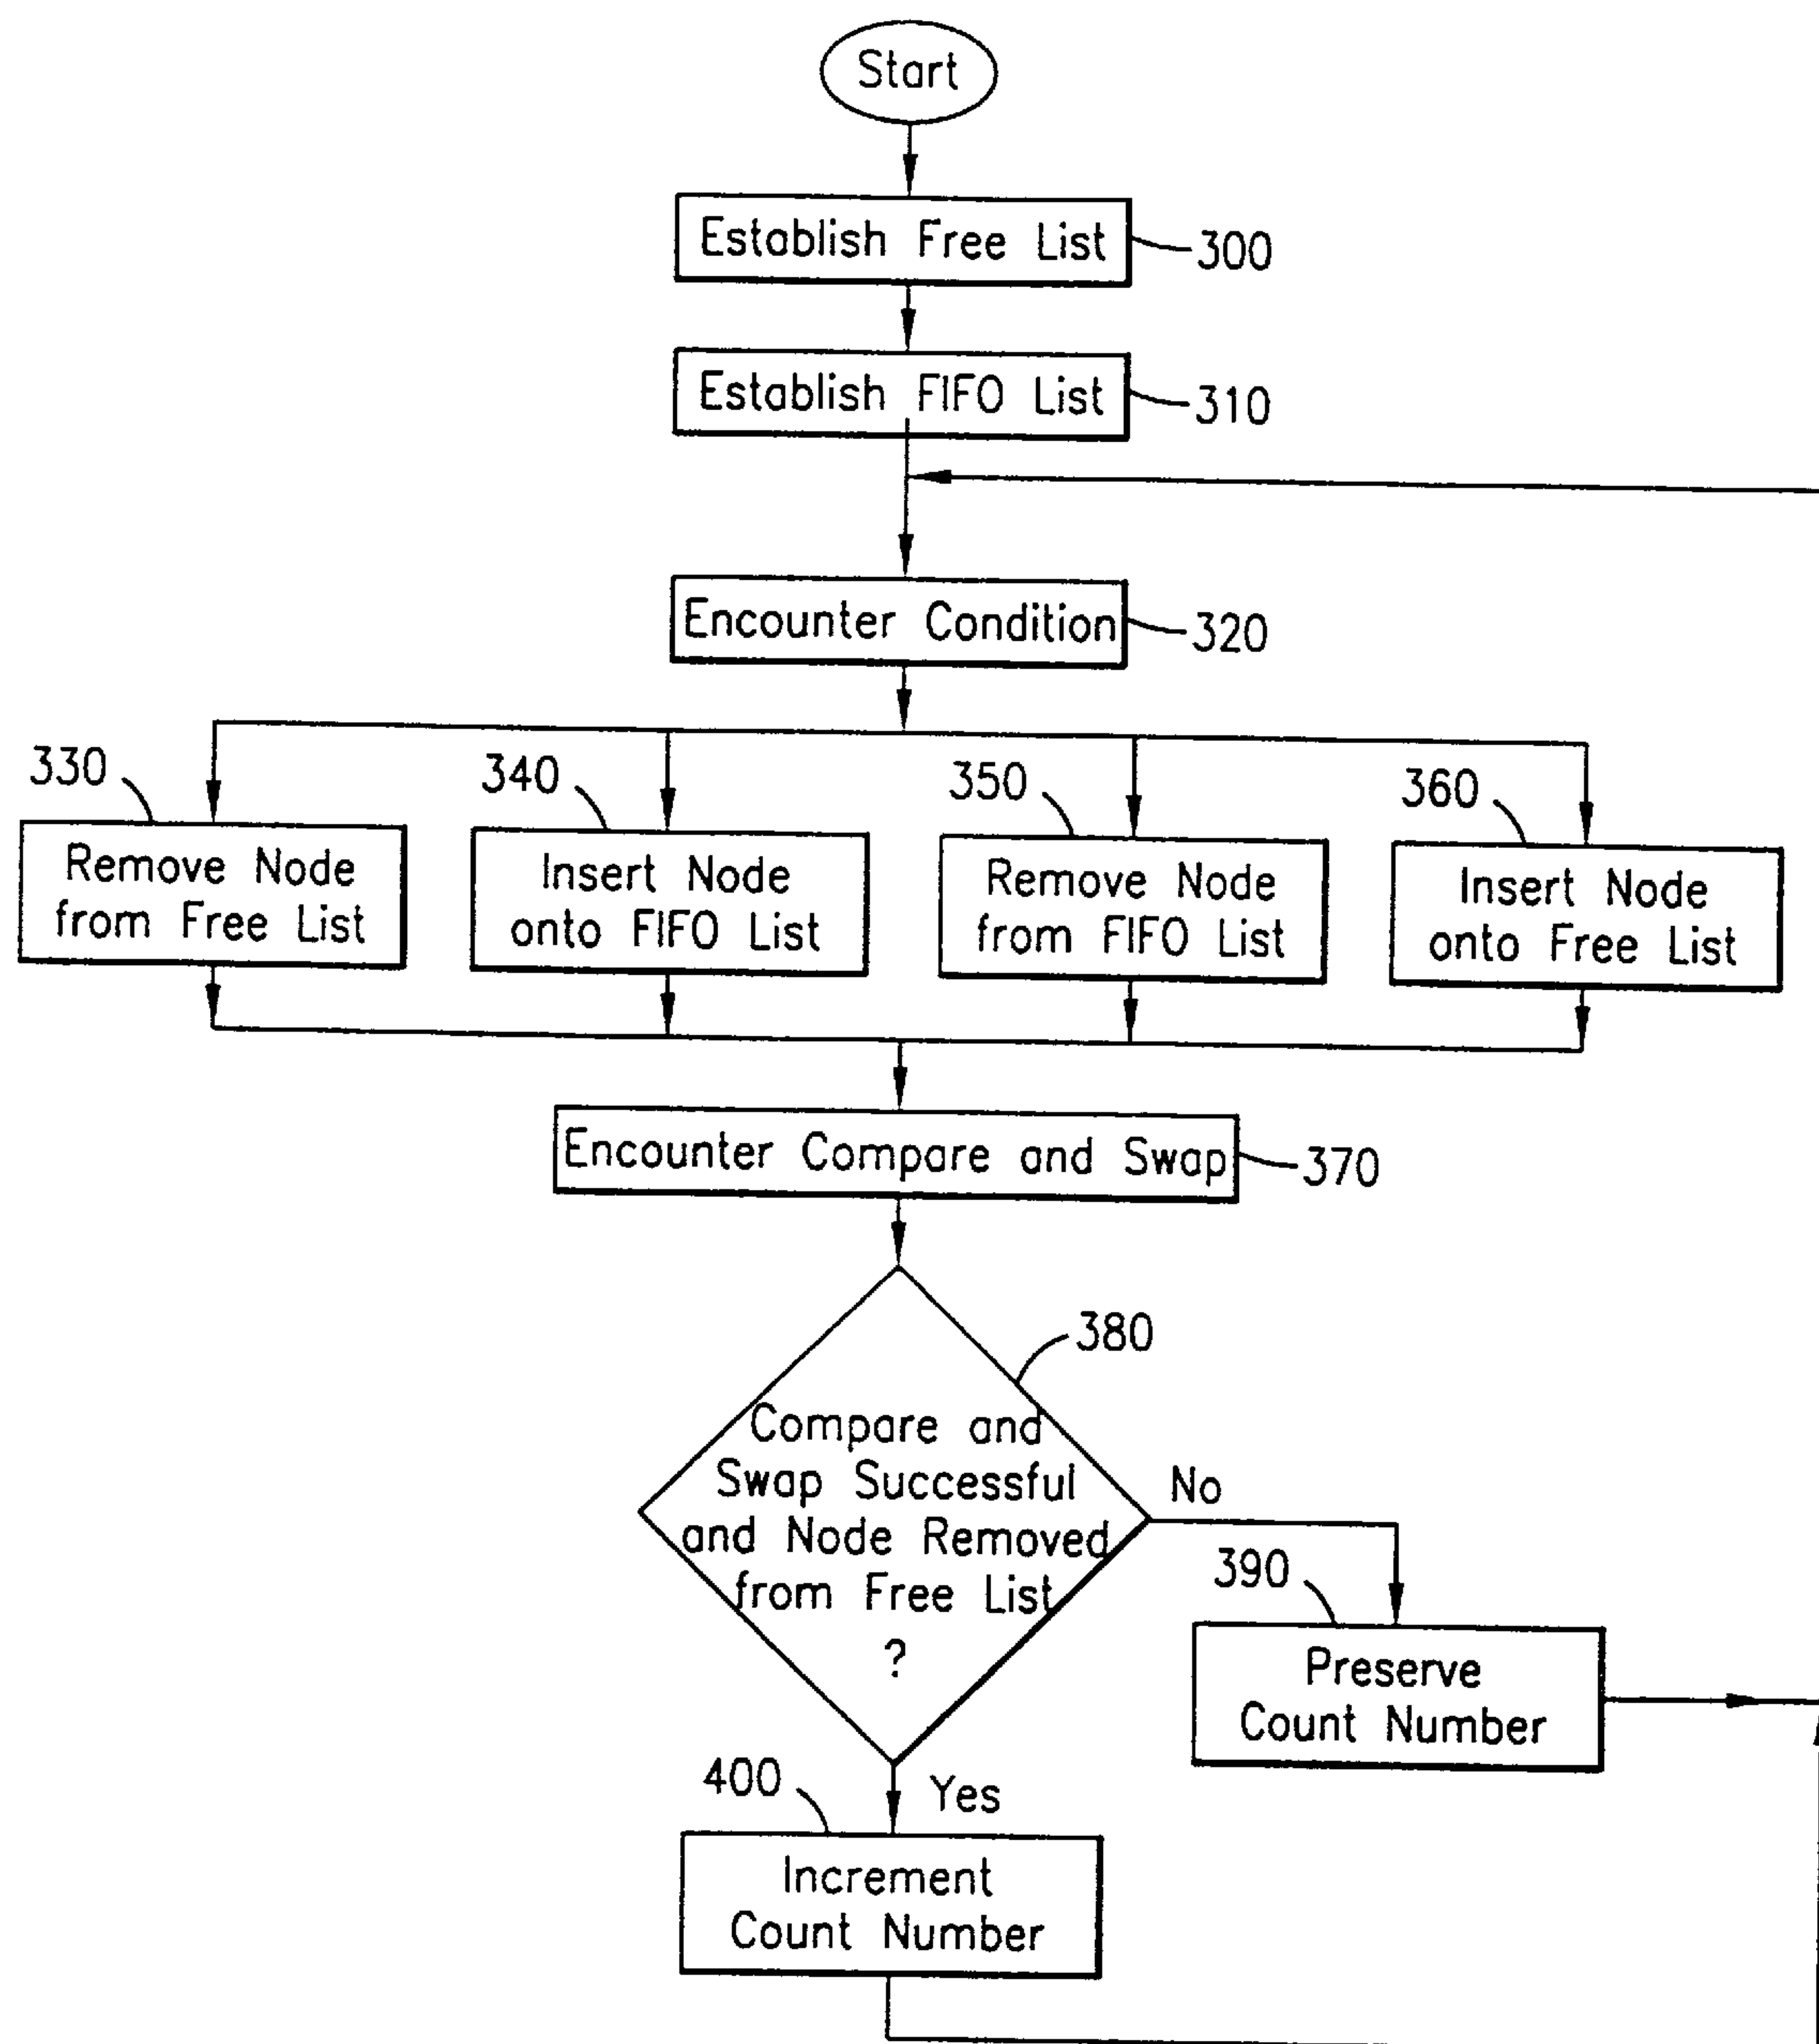 Start
Establish Free List
300
Establish FIFO List
310
Encounter Condition
320
330
340
350
360
Remove Node
from Free List
Insert Node
onto FIFO List
Remove Node
from FIFO List
Insert Node
onto Free List
Encounter Compare and Swap
370
380
Compare and
Swap Successful
and Node Removed
from Free List
?
No
390
Preserve
Count Number
400
Yes
Increment
Count Number